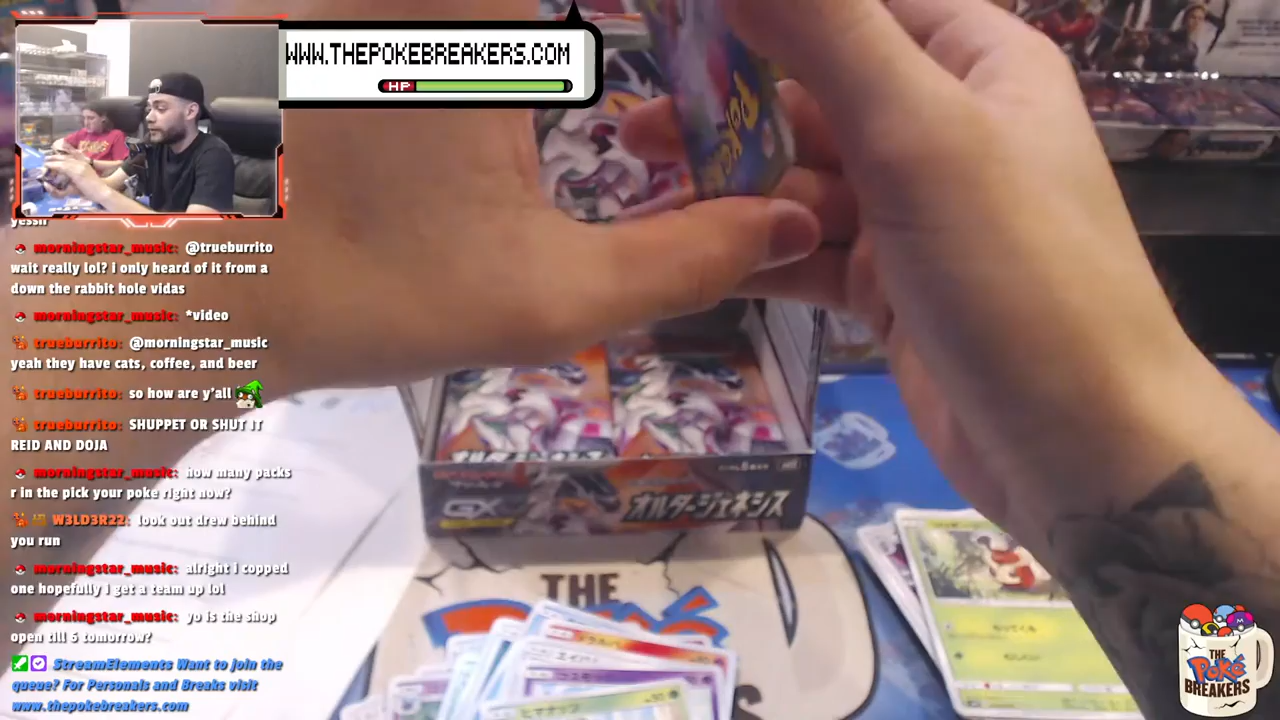 WWW.THEPOKEBREAKERS.COM
HP
yessir
morningstar_music: @trueburrito
wait really lol? i only heard of it from a
down the rabbit hole vidas
morningstar_music: *video
trueburrito: @morningstar_music
yeah they have cats, coffee, and beer
trueburrito: so how are y'all
trueburrito: SHUPPET OR SHUT IT
REID AND DOJA
morningstar_music: how many packs
r in the pick your poke right now?
W3LD3R22: look out drew behind
you run
morningstar_music: alright i copped
one hopefully i get a team up lol
morningstar_music: yo is the shop
open till 6 tomorrow?
StreamElements Want to join the
queue? For Personals and Breaks visit
www.thepokebreakers.com
GX
オルタージェネシス
THE
THE
Poké
BREAKERS